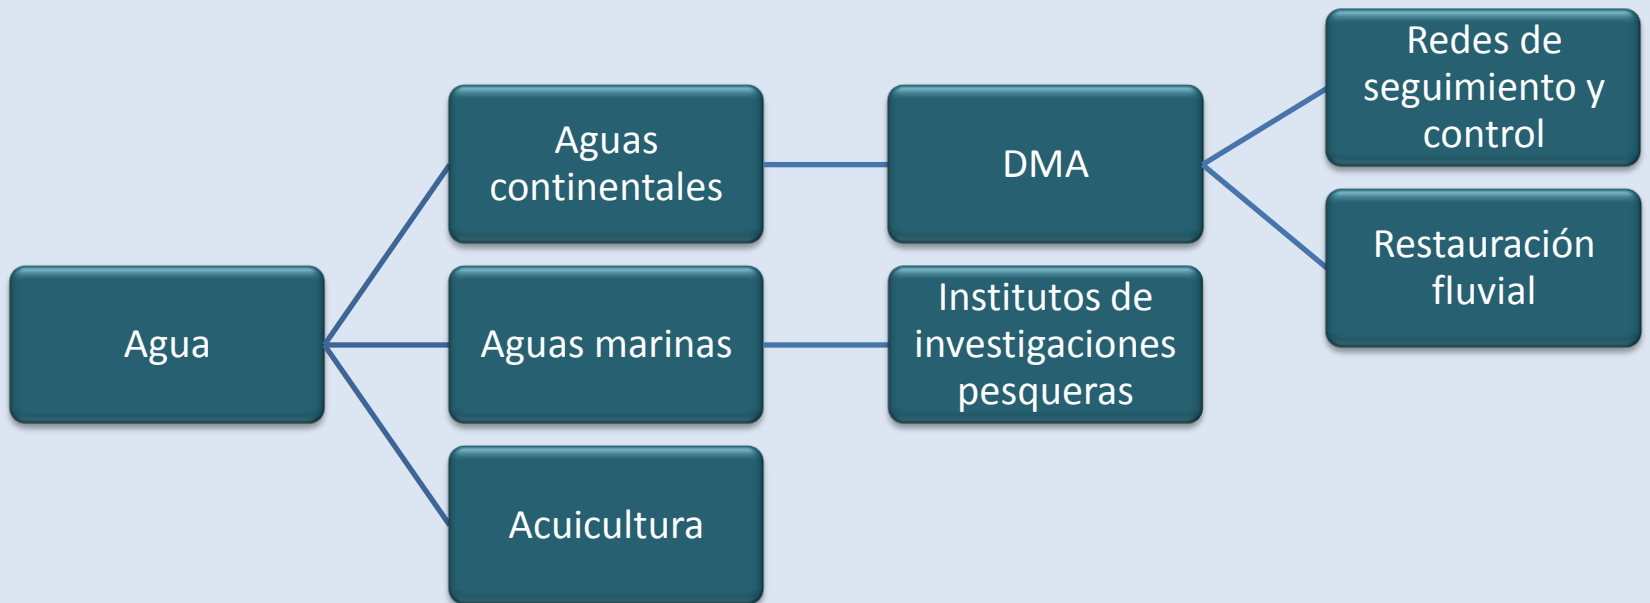 Agua
Aguas
continentales
Aguas marinas
Acuicultura
DMA
Institutos de
investigaciones
pesqueras
Redes de
seguimiento y
control
Restauración
fluvial